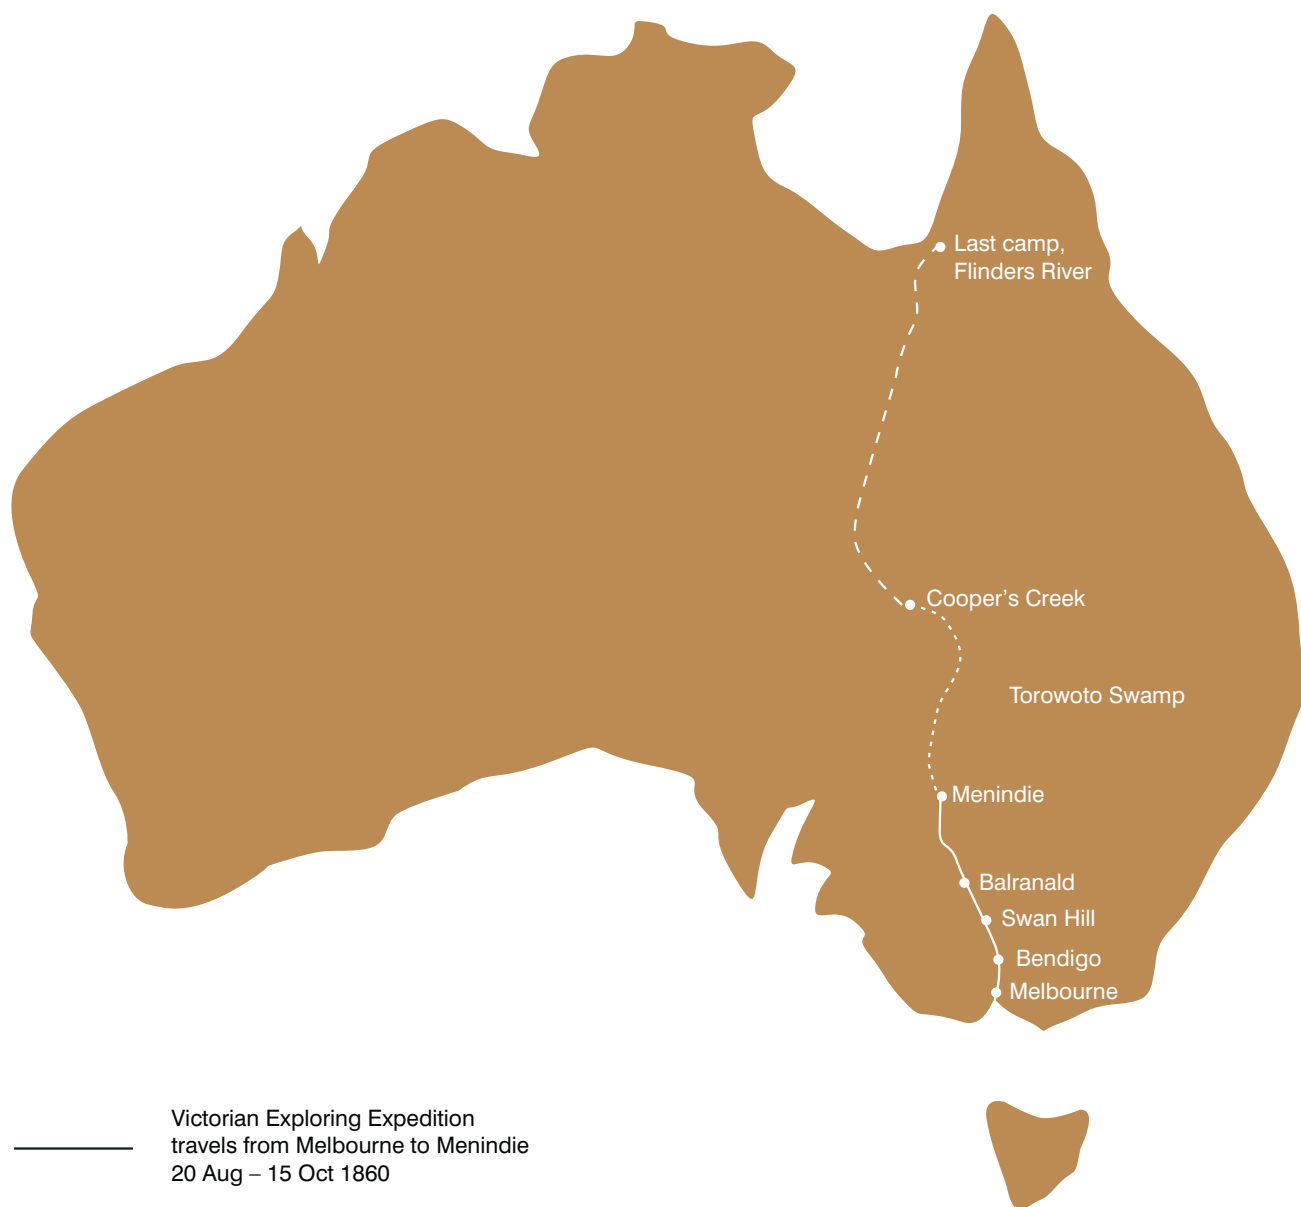 Last camp,
Flinders River
Cooper's Creek
Torowoto Swamp
Menindie
Balranald
Swan Hill
Bendigo
Melbourne
Victorian Exploring Expedition
travels from Melbourne to Menindie
20 Aug – 15 Oct 1860